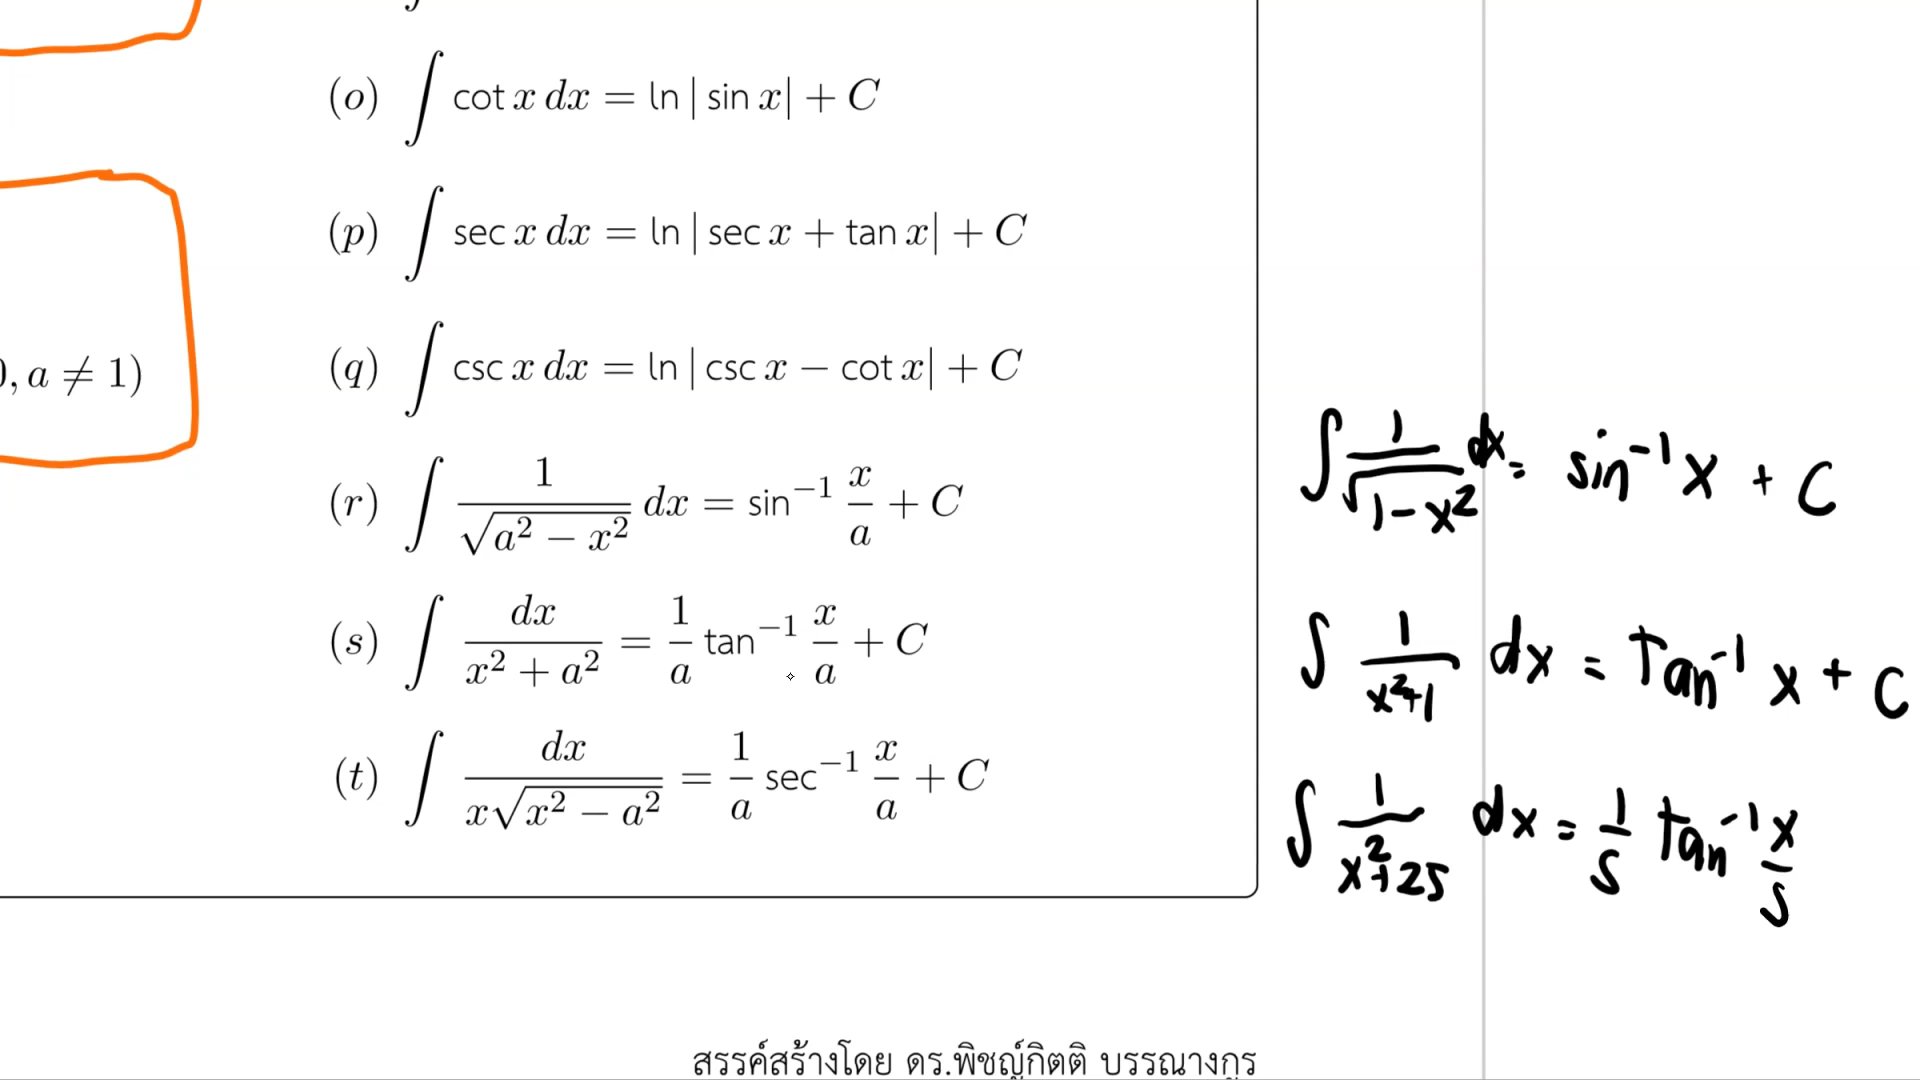 (o) ∫ cot x dx = ln | sin x| + C
(p) ∫ sec x dx = ln | sec x + tan x| + C
, a ≠ 1)
(q) ∫ csc x dx = ln | csc x − cot x| + C
(r) ∫ 1/√(a² − x²) dx = sin⁻¹ x/a + C
∫ 1/√(1−x²) dx = sin⁻¹ x + C
(s) ∫ dx/(x² + a²) = 1/a tan⁻¹ x/a + C
∫ 1/(x²+1) dx = tan⁻¹ x + C
(t) ∫ dx/(x√(x² − a²)) = 1/a sec⁻¹ x/a + C
∫ 1/(x²+25) dx = 1/5 tan⁻¹ x/5
สรรค์สร้างโดย ดร.พิชญ์กิตติ บรรณางกูร